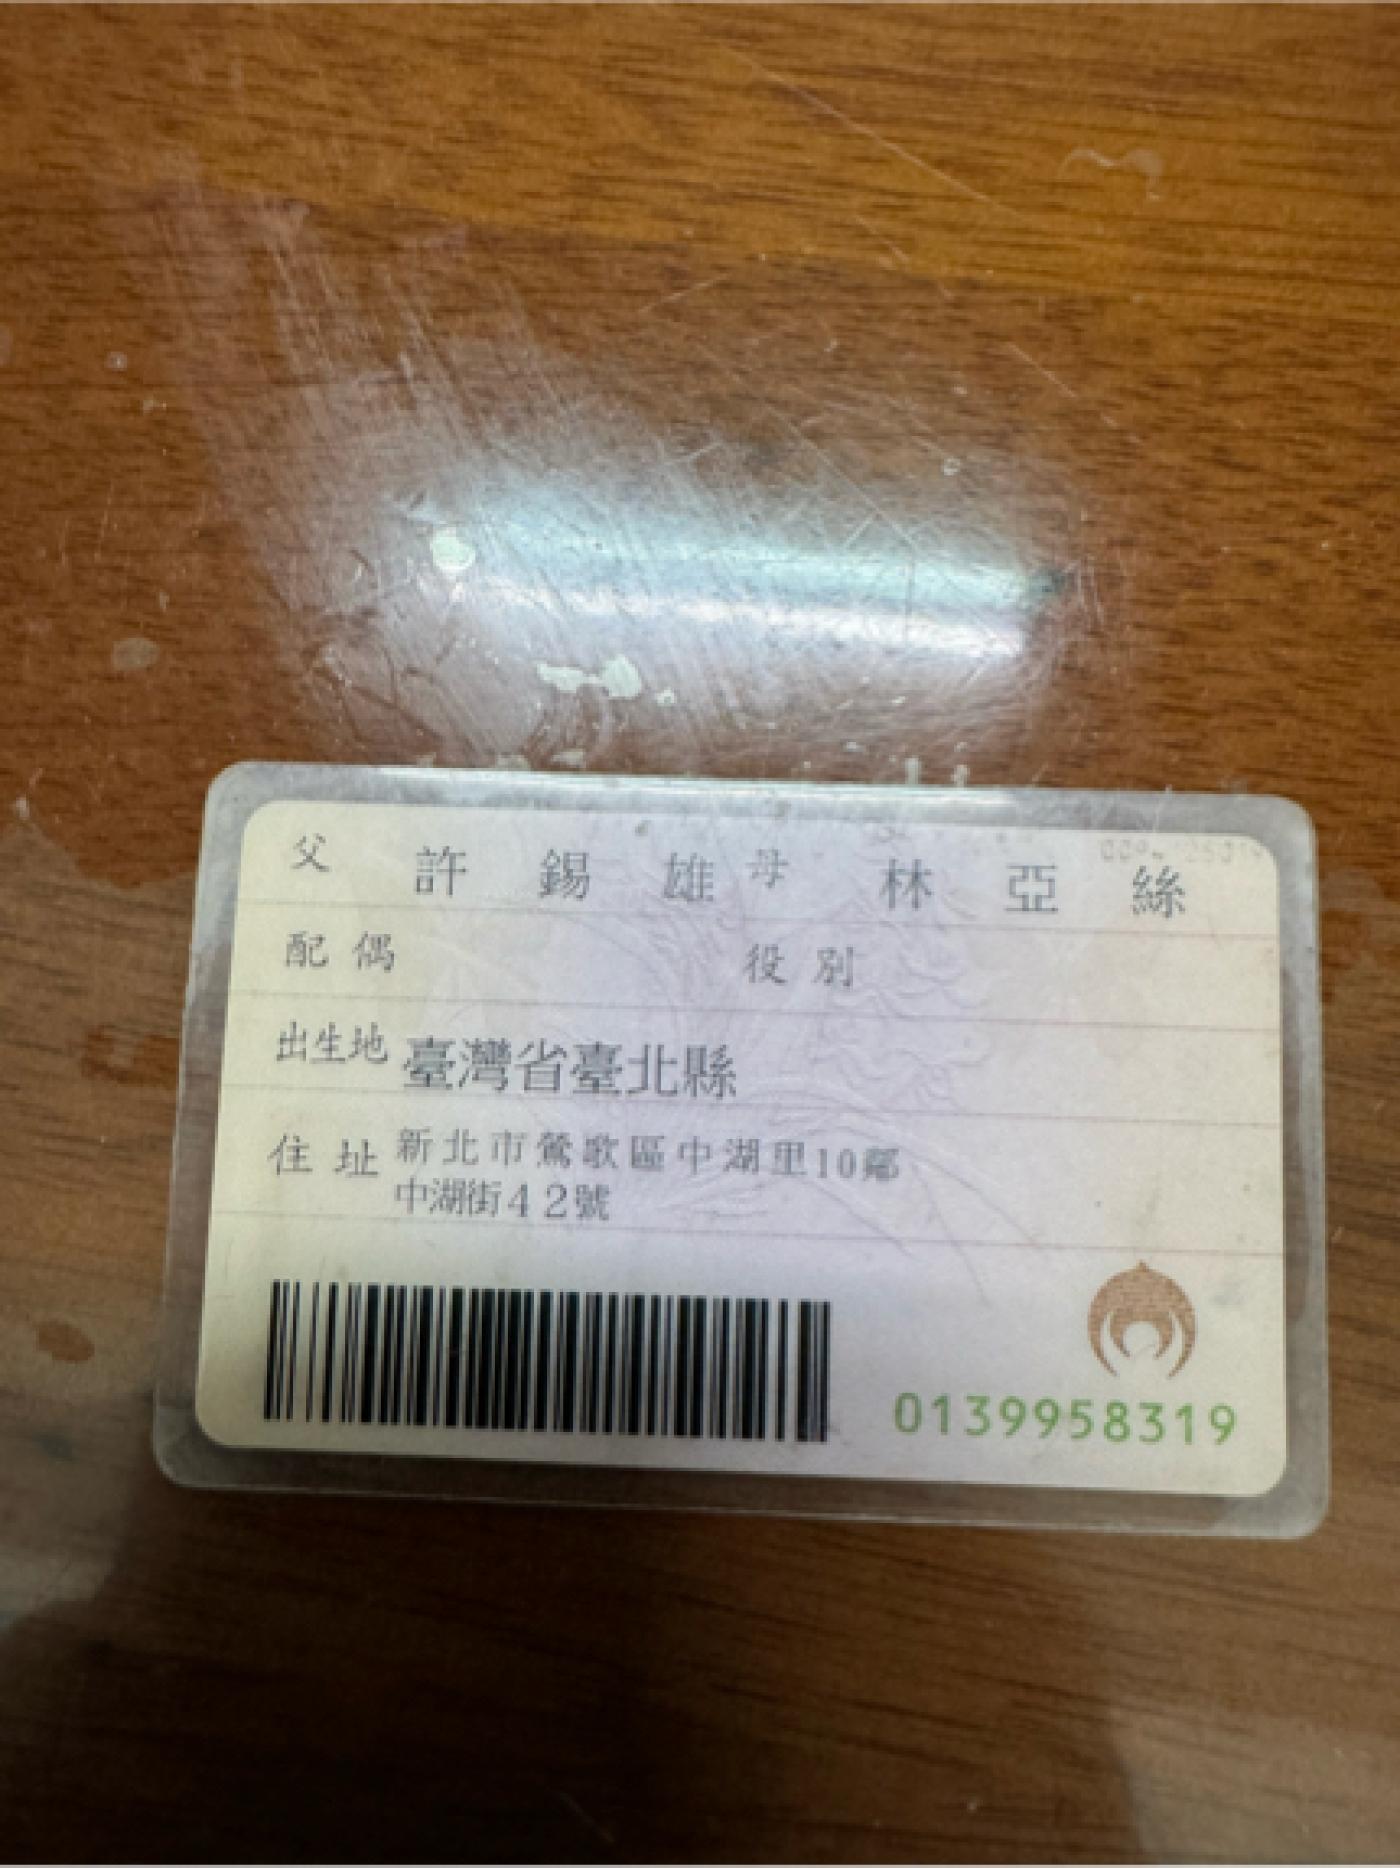 父 許錫雄 母 林亞絲
配偶 役別
出生地 臺灣省臺北縣
住址 新北市鶯歌區中湖里10鄰
中湖街42號
0139958319